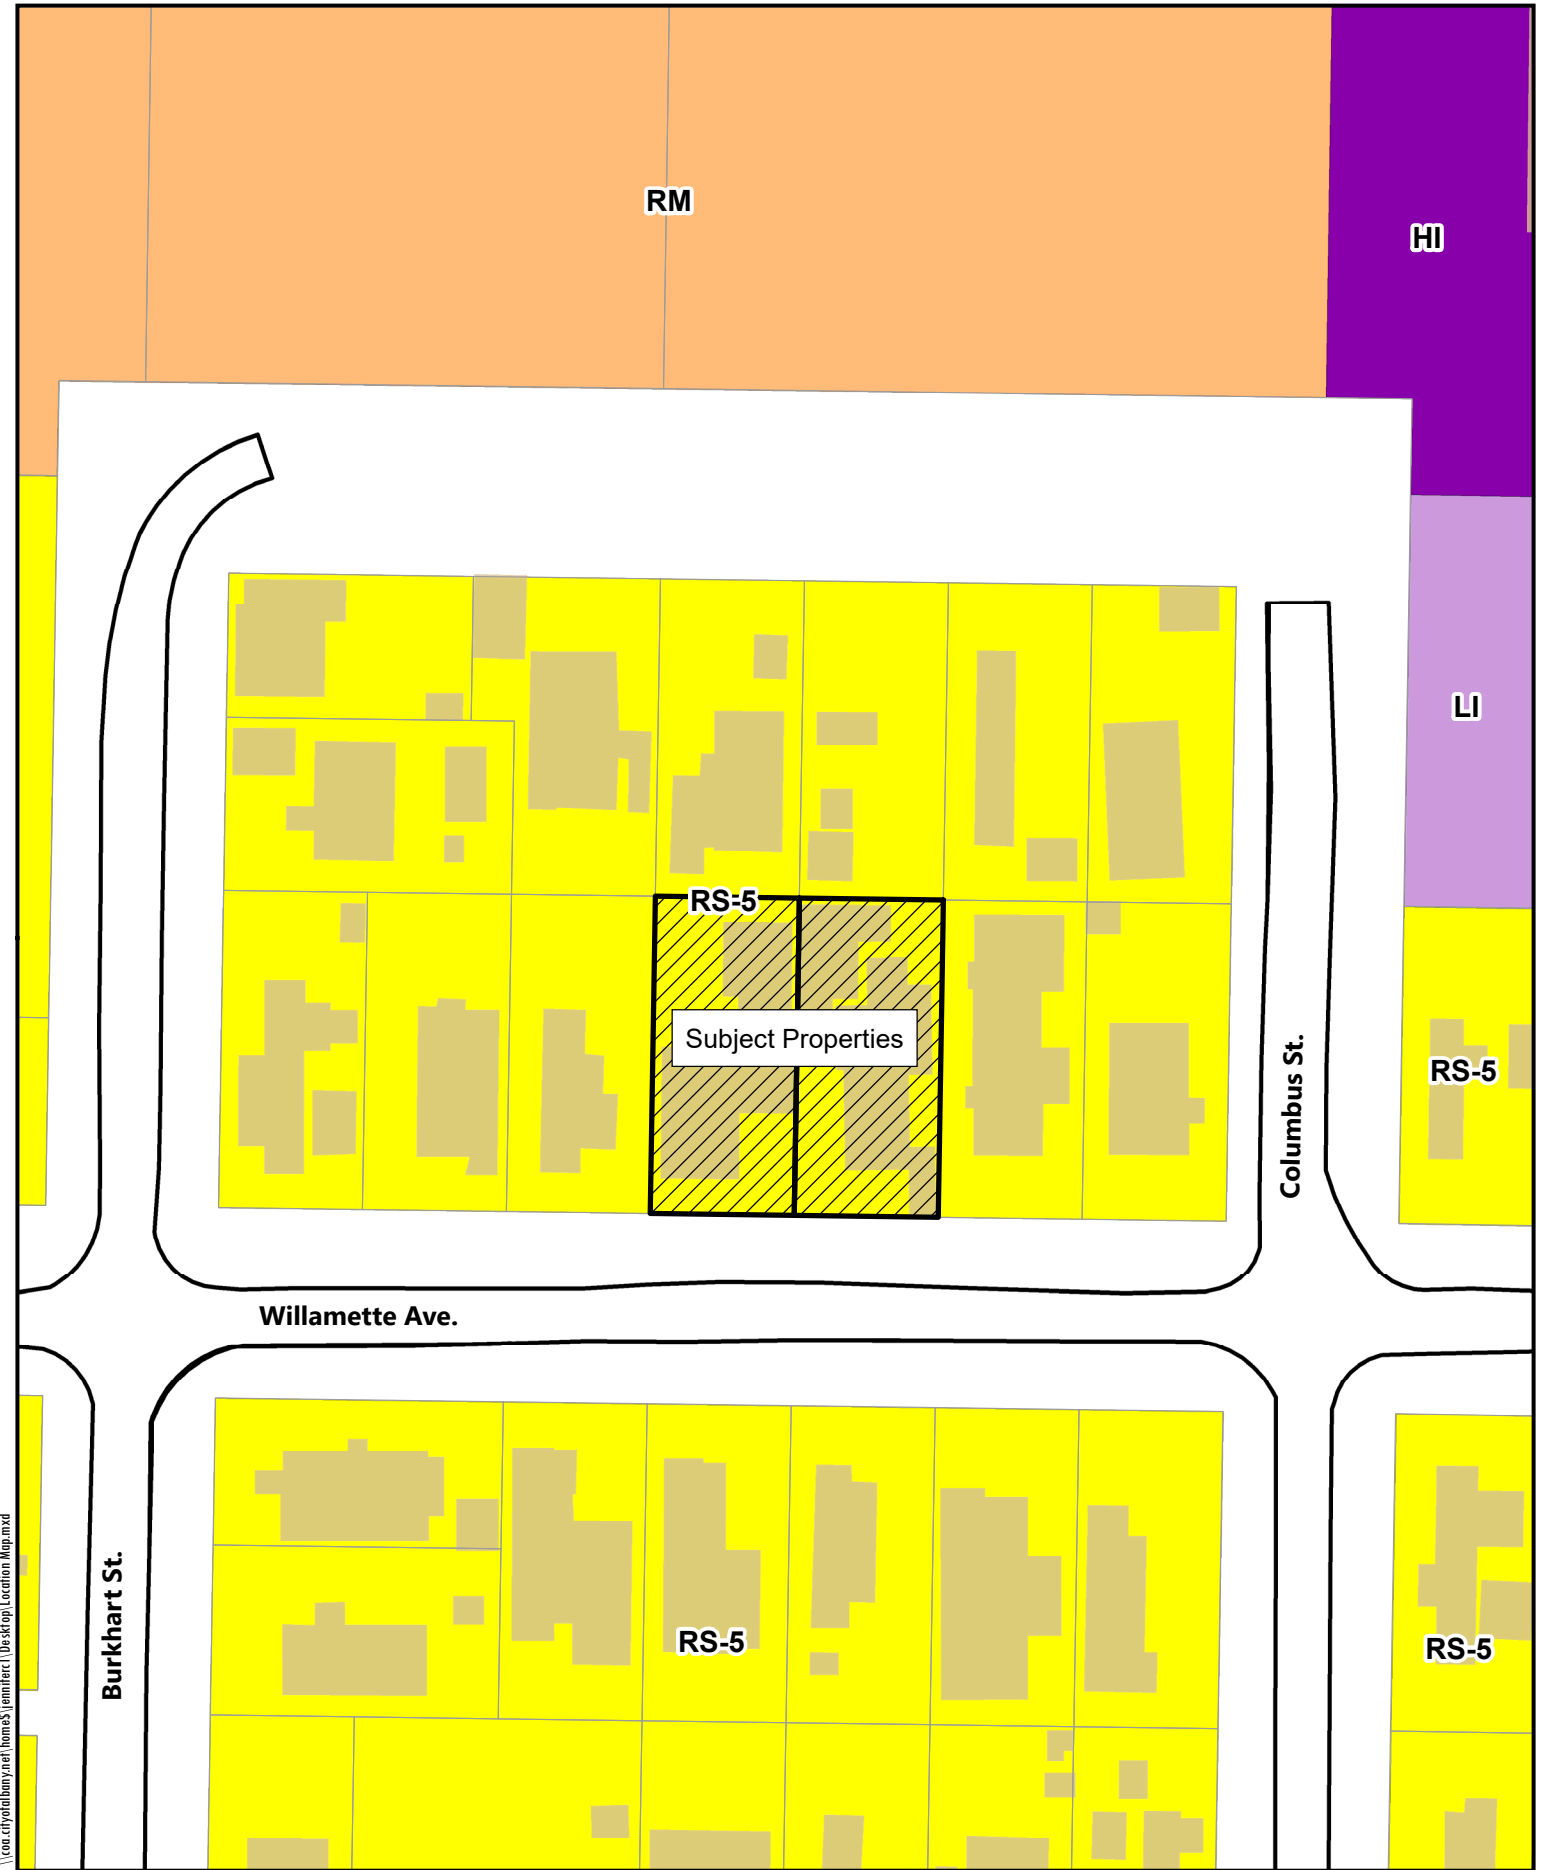 RM
HI
LI
RS-5
Subject Properties
Columbus St.
RS-5
Willamette Ave.
Burkhart St.
RS-5
RS-5
\\coa.cityofalbany.net\home$\jenniferc1\Desktop\Location Map.mxd